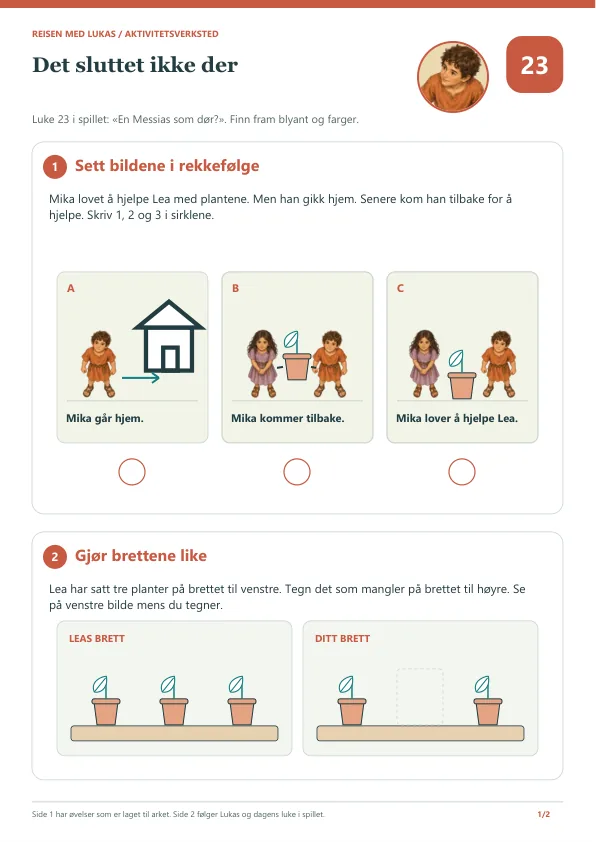 REISEN MED LUKAS / AKTIVITETSVERKSTED
Det sluttet ikke der
23
Luke 23 i spillet: «En Messias som dør?». Finn fram blyant og farger.
1 Sett bildene i rekkefølge
Mika lovet å hjelpe Lea med plantene. Men han gikk hjem. Senere kom han tilbake for å
hjelpe. Skriv 1, 2 og 3 i sirklene.
A
Mika går hjem.
B
Mika kommer tilbake.
C
Mika lover å hjelpe Lea.
2 Gjør brettene like
Lea har satt tre planter på brettet til venstre. Tegn det som mangler på brettet til høyre. Se
på venstre bilde mens du tegner.
LEAS BRETT
DITT BRETT
Side 1 har øvelser som er laget til arket. Side 2 følger Lukas og dagens luke i spillet.
1/2